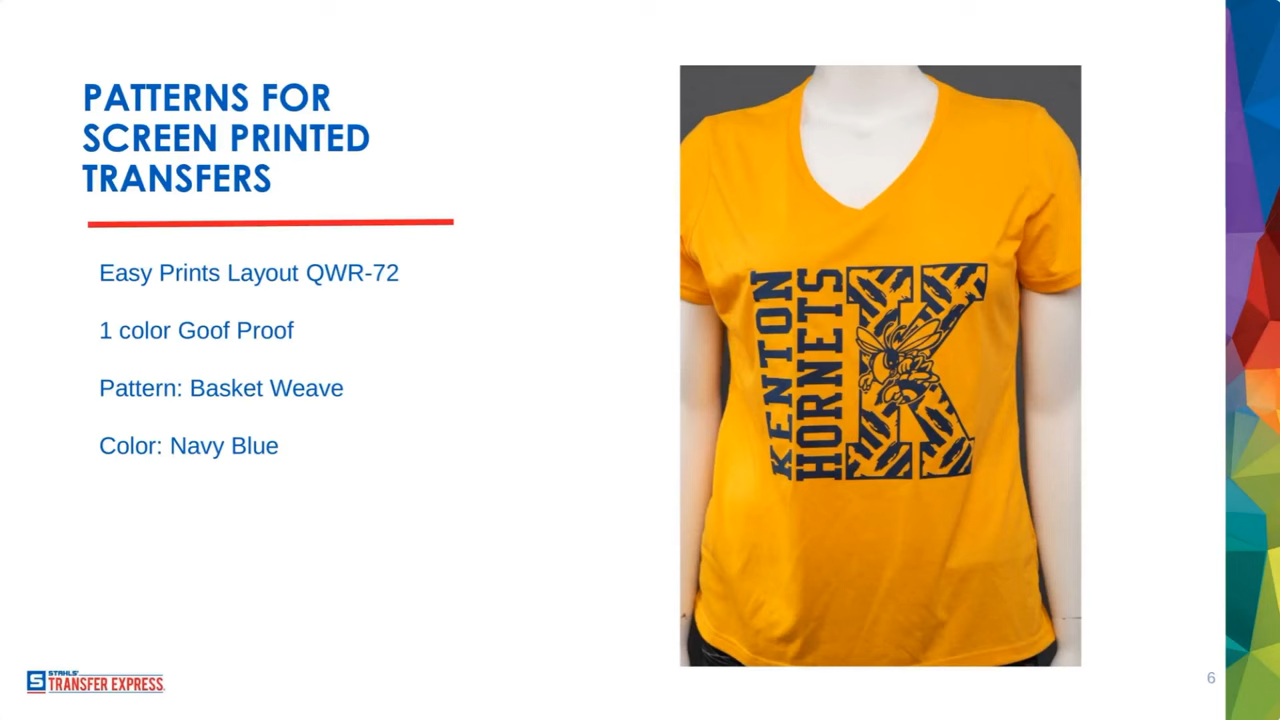 PATTERNS FOR
SCREEN PRINTED
TRANSFERS
Easy Prints Layout QWR-72
1 color Goof Proof
Pattern: Basket Weave
Color: Navy Blue
KENTON
HORNETS
K
S
STAHLS'
TRANSFER EXPRESS
6